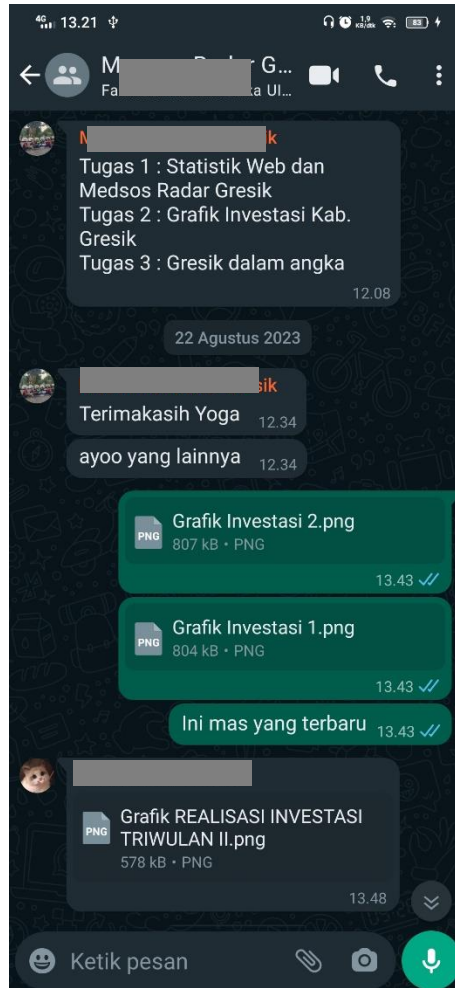 4G 13.21 1,9 KB/dtk 83
M G...
Fa a UI...
M k
Tugas 1 : Statistik Web dan
Medsos Radar Gresik
Tugas 2 : Grafik Investasi Kab.
Gresik
Tugas 3 : Gresik dalam angka
12.08
22 Agustus 2023
sik
Terimakasih Yoga 12.34
ayoo yang lainnya 12.34
PNG Grafik Investasi 2.png
807 kB • PNG
13.43
PNG Grafik Investasi 1.png
804 kB • PNG
13.43
Ini mas yang terbaru 13.43
PNG Grafik REALISASI INVESTASI
TRIWULAN II.png
578 kB • PNG
13.48
Ketik pesan